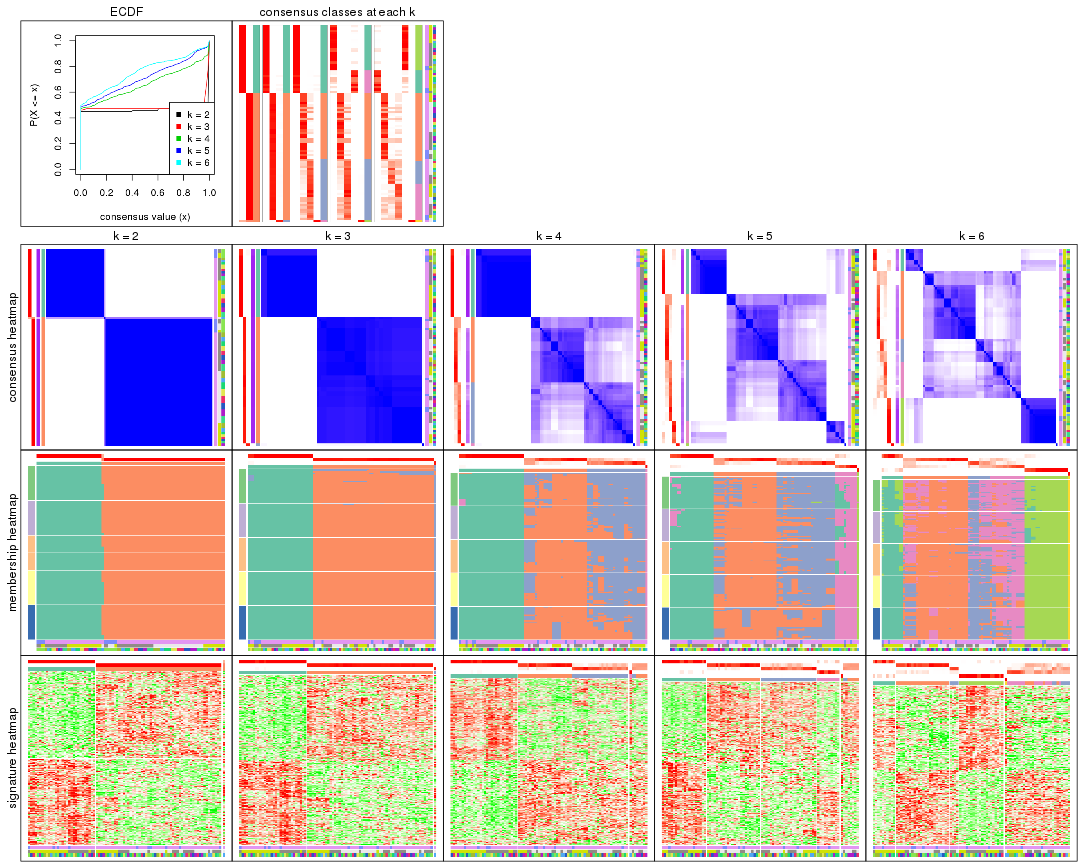 ECDF
consensus classes at each k
P(X <= x)
0.0 0.2 0.4 0.6 0.8 1.0
k = 2
k = 3
k = 4
k = 5
k = 6
0.0 0.2 0.4 0.6 0.8 1.0
consensus value (x)
k = 2
k = 3
k = 4
k = 5
k = 6
consensus heatmap
membership heatmap
signature heatmap